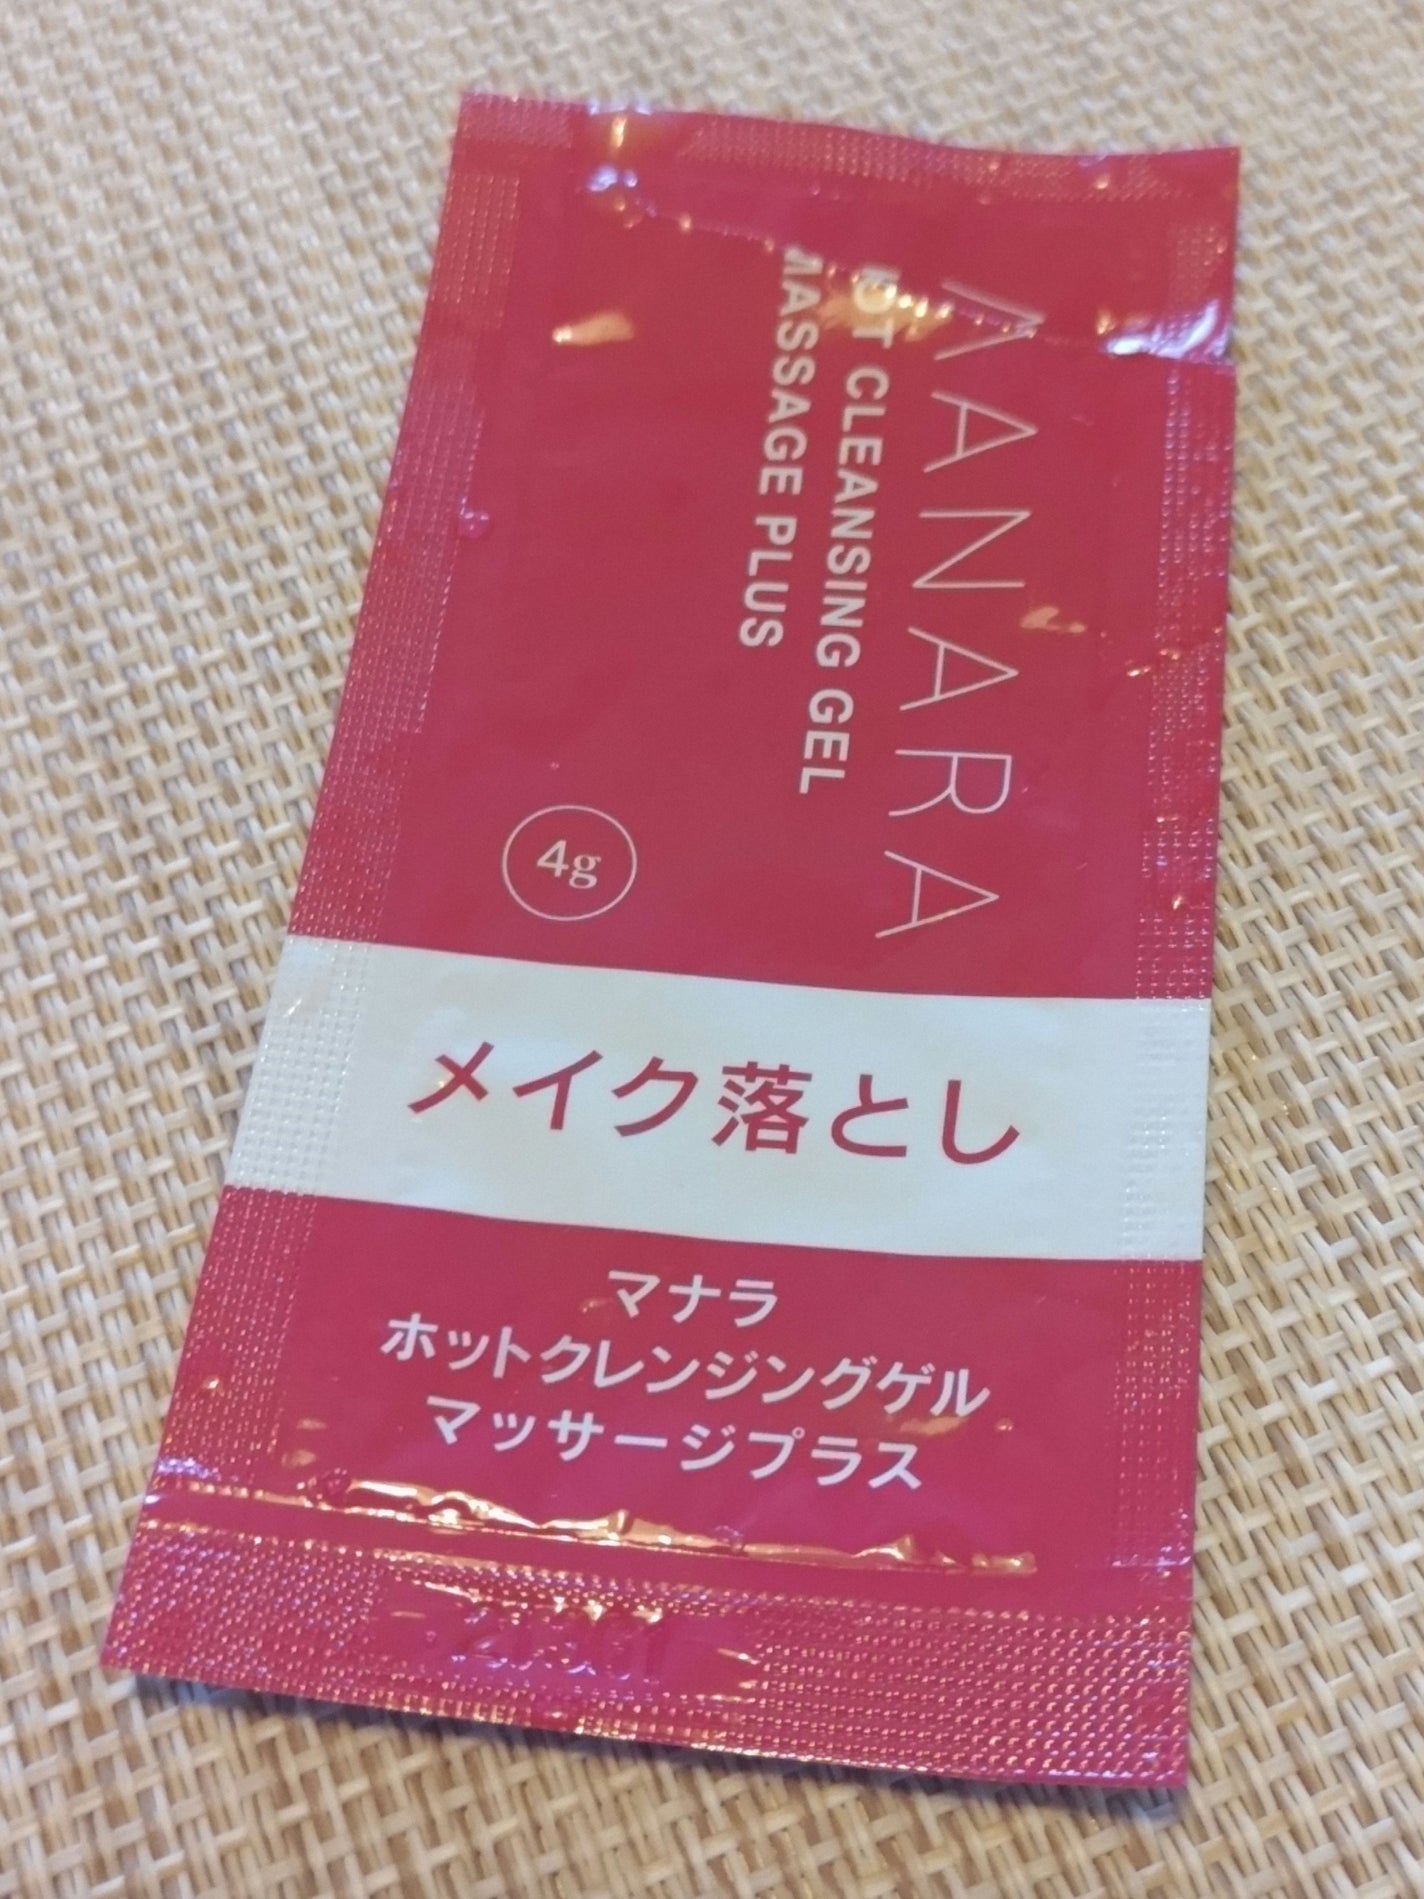 MANARA
HOT CLEANSING GEL
MASSAGE PLUS
4g
メイク落とし
マナラ
ホットクレンジングゲル
マッサージプラス